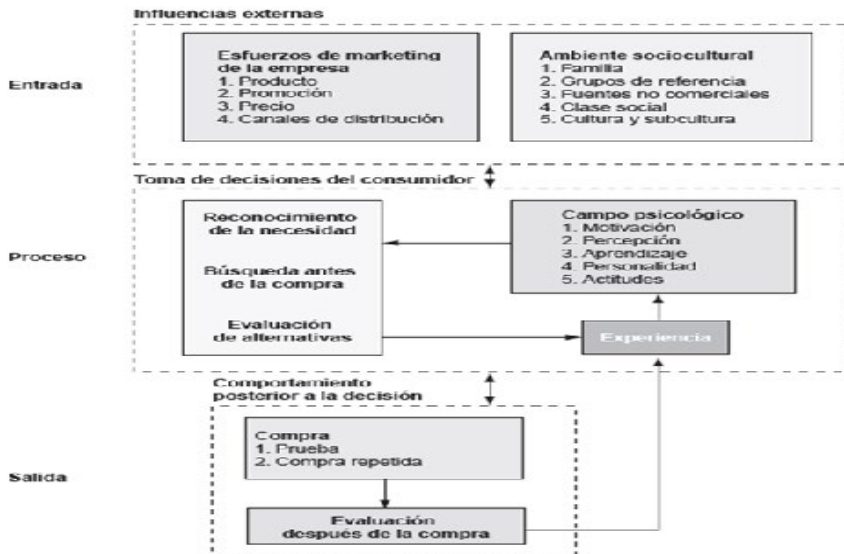 Influencias externas
Entrada
Esfuerzos de marketing
de la empresa
1. Producto
2. Promoción
3. Precio
4. Canales de distribución
Ambiente sociocultural
1. Familia
2. Grupos de referencia
3. Fuentes no comerciales
4. Clase social
5. Cultura y subcultura
Toma de decisiones del consumidor
Proceso
Reconocimiento
de la necesidad
Búsqueda antes
de la compra
Evaluación
de alternativas
Campo psicológico
1. Motivación
2. Percepción
3. Aprendizaje
4. Personalidad
5. Actitudes
Experiencia
Comportamiento
posterior a la decisión
Salida
Compra
1. Prueba
2. Compra repetida
Evaluación
después de la compra